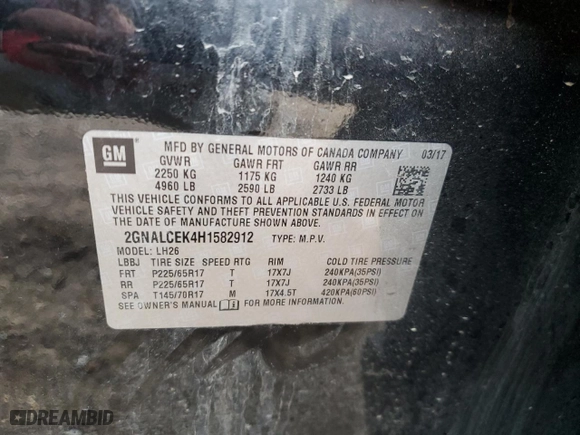 GM
MFD BY GENERAL MOTORS OF CANADA COMPANY 03/17
GVWR GAWR FRT GAWR RR
2250 KG 1175 KG 1240 KG
4960 LB 2590 LB 2733 LB
THIS VEHICLE CONFORMS TO ALL APPLICABLE U.S. FEDERAL MOTOR
VEHICLE SAFETY AND THEFT PREVENTION STANDARDS IN EFFECT ON
THE DATE OF MANUFACTURE SHOWN ABOVE.
2GNALCEK4H1582912 TYPE: M.P.V.
MODEL: LH26
LBBJ TIRE SIZE SPEED RTG RIM COLD TIRE PRESSURE
FRT P225/65R17 T 17X7J 240KPA(35PSI)
RR P225/65R17 T 17X7J 240KPA(35PSI)
SPA T145/70R17 M 17X4.5T 420KPA(60PSI)
SEE OWNER'S MANUAL FOR MORE INFORMATION.
DREAMBID